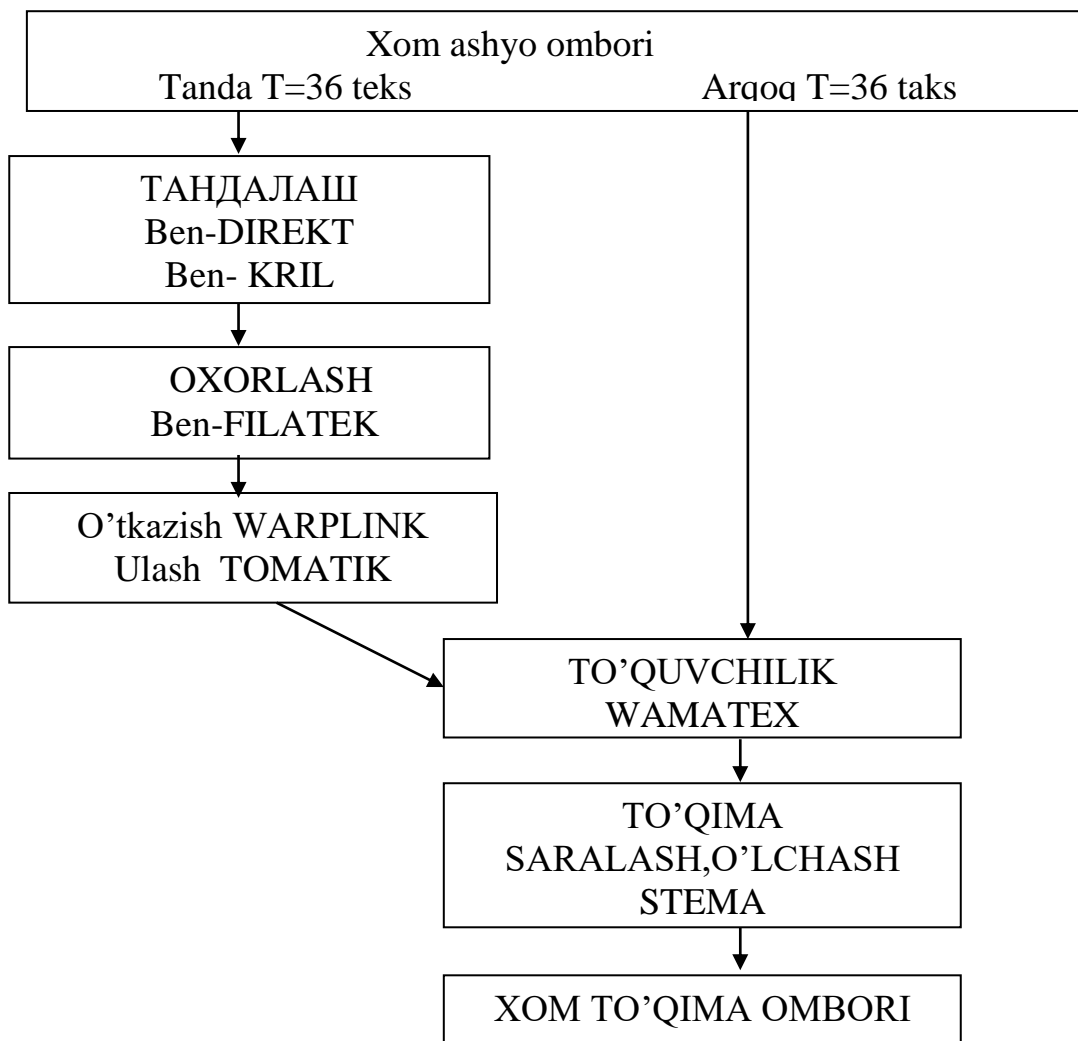 Xom ashyo ombori
Tanda T=36 teks Arqoq T=36 taks
ТАНДАЛАШ
Ben-DIREKT
Ben- KRIL
OXORLASH
Ben-FILATEK
O’tkazish WARPLINK
Ulash TOMATIK
TO’QUVCHILIK
WAMATEX
TO’QIMA
SARALASH,O’LCHASH
STEMA
XOM TO’QIMA OMBORI